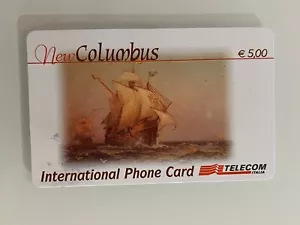 New Columbus
€ 5,00
International Phone Card
TELECOM
ITALIA